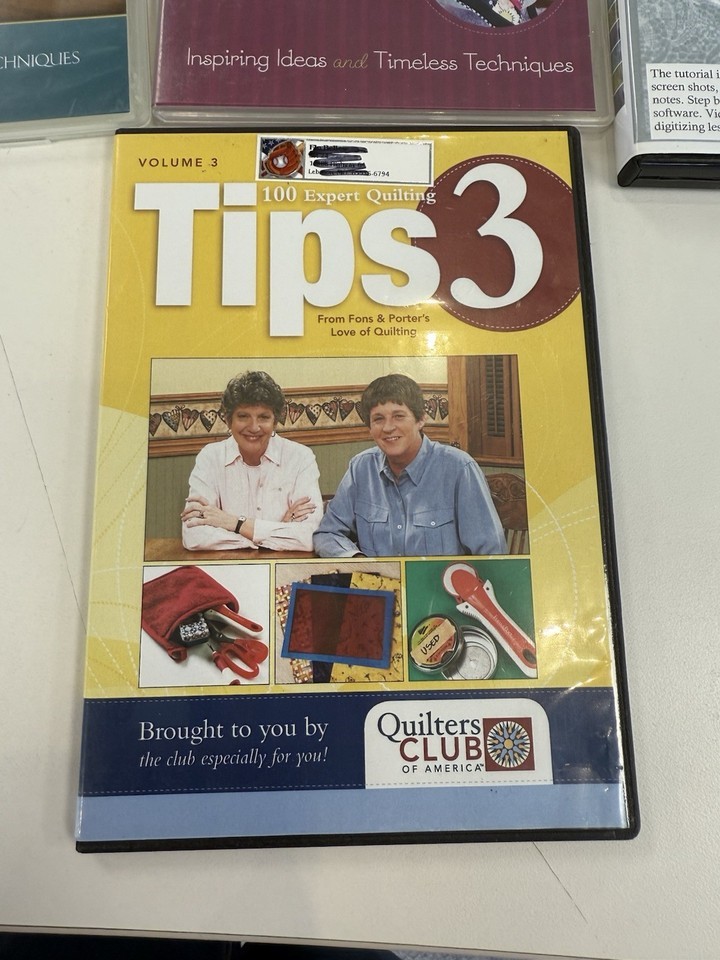 CHNIQUES
Inspiring Ideas and Timeless Techniques
The tutorial i
screen shots,
notes. Step b
software. Vi
digitizing les
VOLUME 3
-6794
100 Expert Quilting
Tips 3
From Fons & Porter's
Love of Quilting
USED
Brought to you by
the club especially for you!
Quilters
CLUB
OF AMERICA